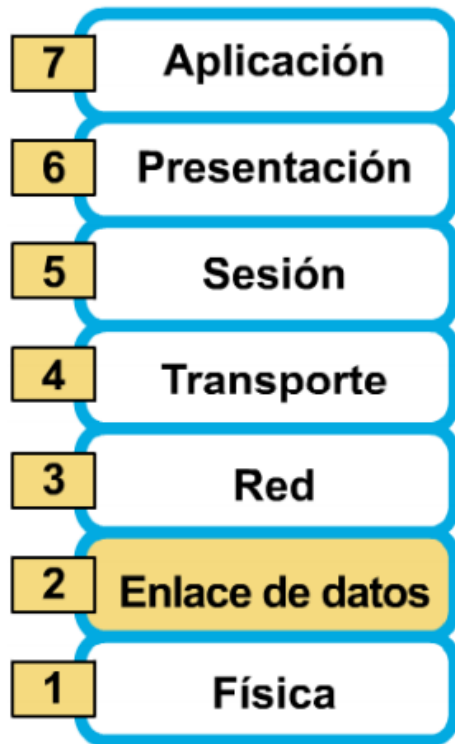 7 Aplicación
6 Presentación
5 Sesión
4 Transporte
3 Red
2 Enlace de datos
1 Física